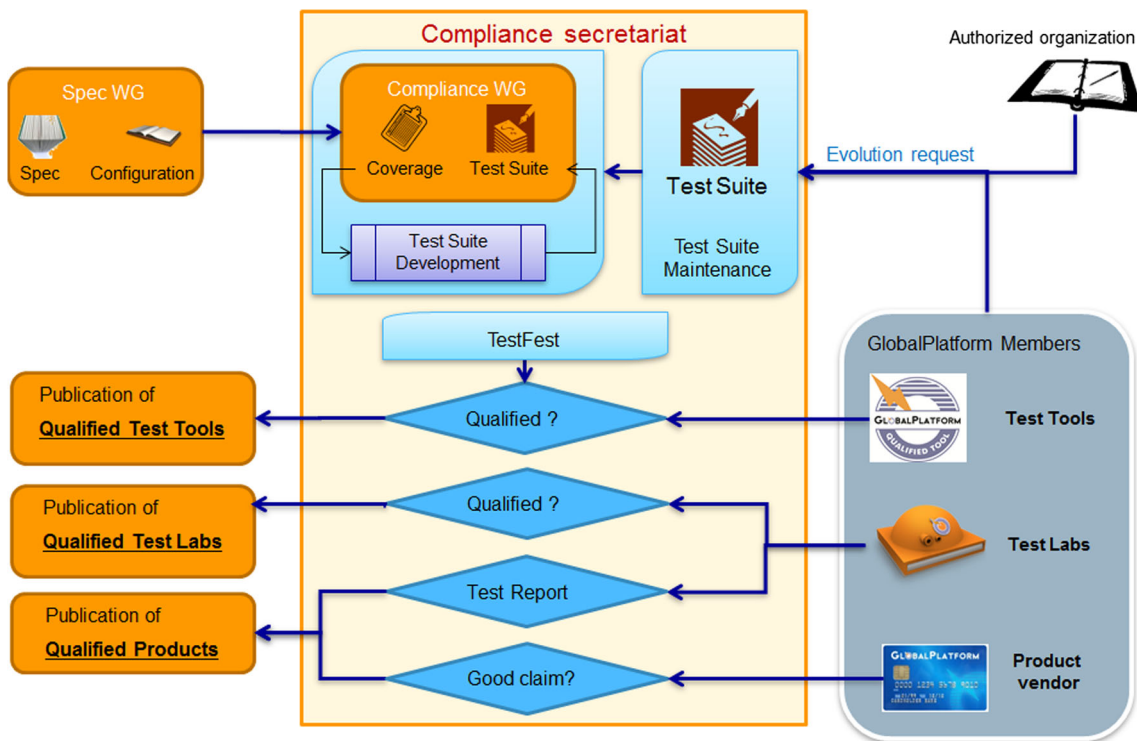 Compliance secretariat
Authorized organization
Spec WG
Spec
Configuration
Compliance WG
Coverage
Test Suite
Test Suite
Development
Test Suite
Test Suite
Maintenance
Evolution request
TestFest
GlobalPlatform Members
Publication of
Qualified Test Tools
Qualified ?
GLOBALPLATFORM
QUALIFIED TOOL
Test Tools
Publication of
Qualified Test Labs
Qualified ?
Test Labs
Test Report
Publication of
Qualified Products
Good claim?
GLOBALPLATFORM
Product
vendor